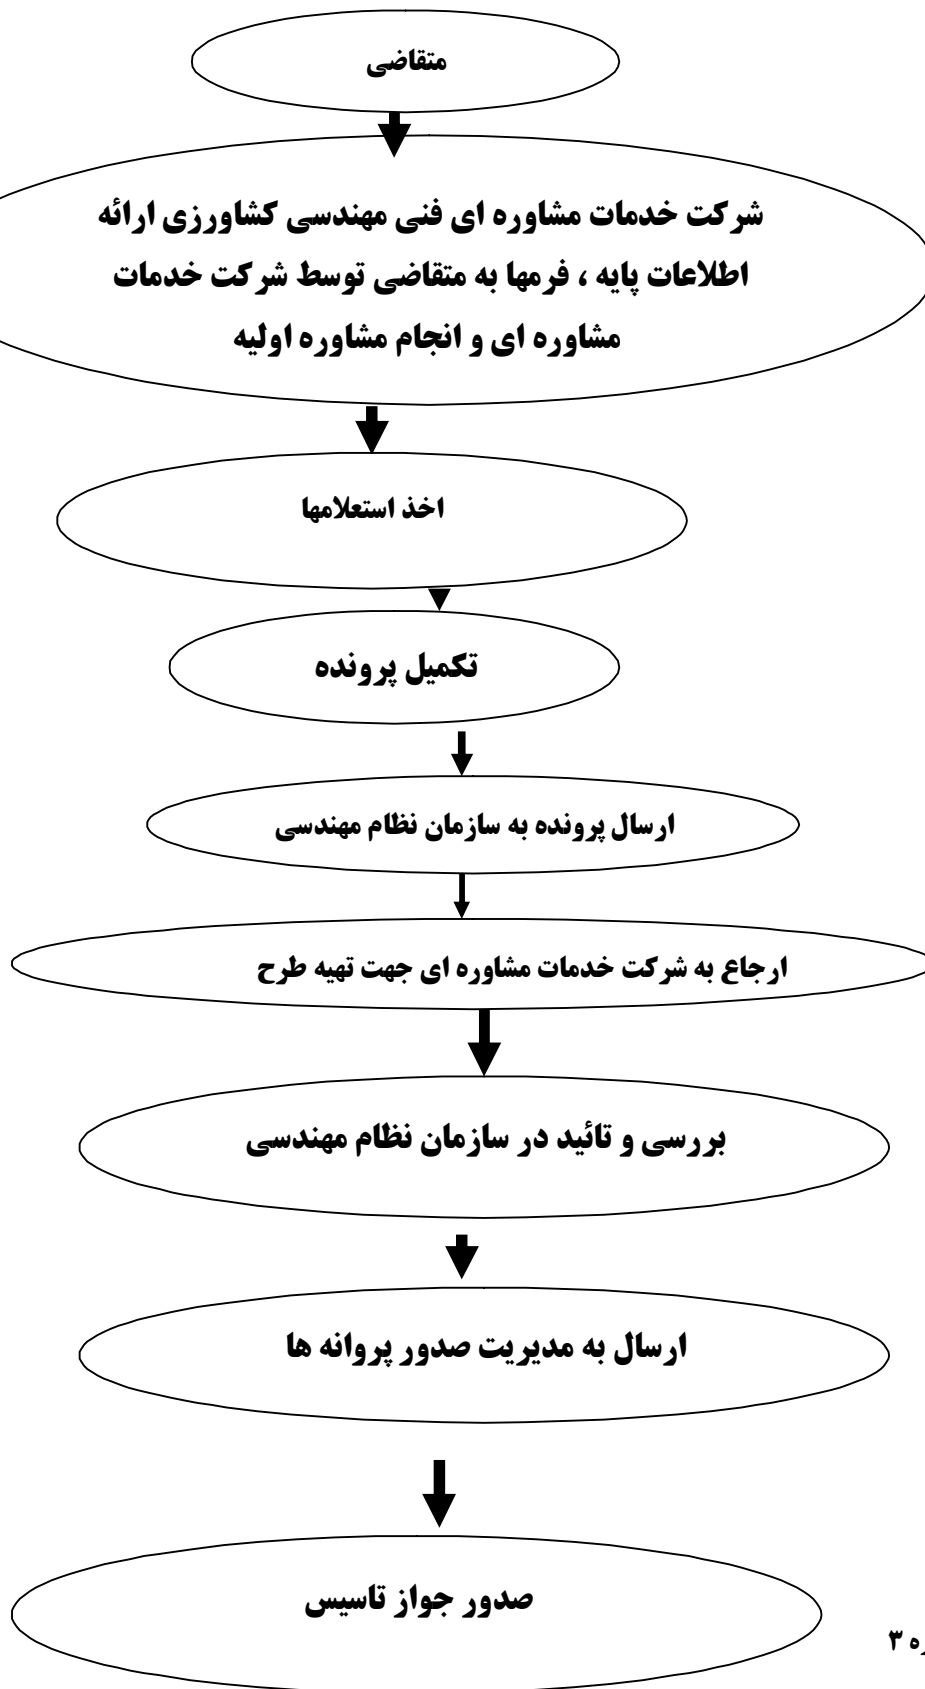 متقاضی
شرکت خدمات مشاوره ای فنی مهندسی کشاورزی ارائه
اطلاعات پایه ، فرمها به متقاضی توسط شرکت خدمات
مشاوره ای و انجام مشاوره اولیه
اخذ استعلامها
تکمیل پرونده
ارسال پرونده به سازمان نظام مهندسی
ارجاع به شرکت خدمات مشاوره ای جهت تهیه طرح
بررسی و تائید در سازمان نظام مهندسی
ارسال به مدیریت صدور پروانه ها
صدور جواز تاسیس
ره ۳